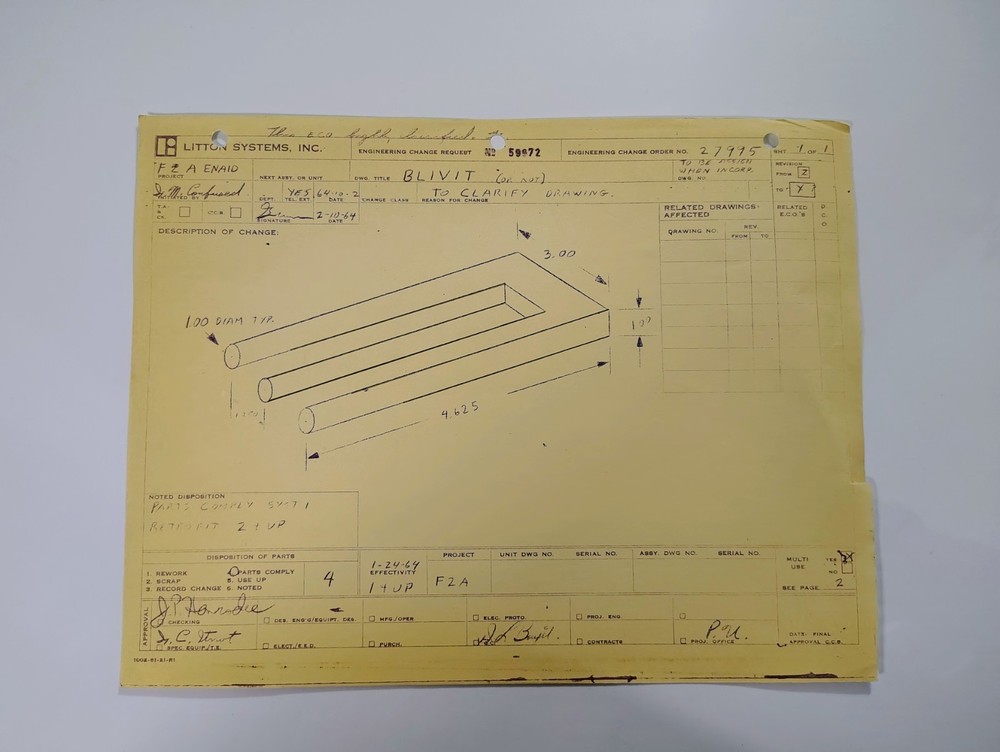 LITTON SYSTEMS, INC.
ENGINEERING CHANGE REQUEST No 59972
ENGINEERING CHANGE ORDER NO. 27975
SHT 1 OF 1
TO BE ASSIGN
WHEN INCORP.
F2A ENAID
PROJECT
NEXT ASSY. OR UNIT
DWG. TITLE BLIVIT (OR NOT)
DWG. NO.
REVISION
FROM Z
TO Y
I. M. Confused
INITIATED BY
DEPT.
YES
TEL. EXT.
64-10-2
DATE
CHANGE CLASS
TO CLARIFY DRAWING.
REASON FOR CHANGE
CCB
SIGNATURE
2-10-64
DATE
RELATED DRAWINGS-
AFFECTED
RELATED
E.C.O'S
P
C
O
DRAWING NO.
REV.
FROM
TO
DESCRIPTION OF CHANGE:
3.00
1.00 DIAM TYP.
1.00
4.625
NOTED DISPOSITION
PARTS COMPLY SYST 1
RETROFIT 2 + UP
DISPOSITION OF PARTS
1. REWORK 4. PARTS COMPLY
2. SCRAP 5. USE UP
3. RECORD CHANGE 6. NOTED
4
1-24-64
EFFECTIVITY
1 + UP
PROJECT
F2A
UNIT DWG NO.
SERIAL NO.
ASSY. DWG NO.
SERIAL NO.
MULTI
USE
YES
NO
SEE PAGE 2
APPROVAL
CHECKING
DES. ENG'G/EQUIPT. DES.
MFG/OPER
ELEC. PROTO.
PROJ. ENG.
SPEC. EQUIP/T.E.
ELECT/E.E.D.
PURCH.
CONTRACTS
P.U.
PROJ. OFFICE
DATE: FINAL
APPROVAL C.C.B.